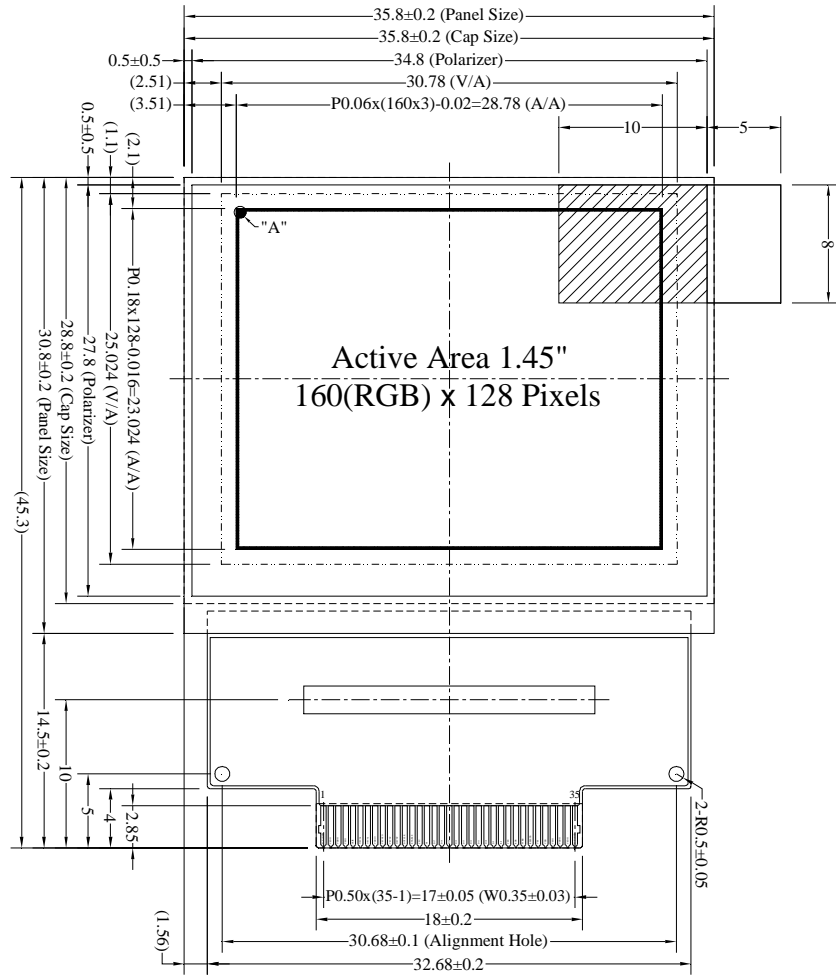 35.8±0.2 (Panel Size)
35.8±0.2 (Cap Size)
0.5±0.5
34.8 (Polarizer)
(2.51)
30.78 (V/A)
(3.51)
P0.06x(160x3)-0.02=28.78 (A/A)
0.5±0.5
(1.1)
(2.1)
10
5
8
"A"
Active Area 1.45"
160(RGB) x 128 Pixels
P0.18x128-0.016=23.024 (A/A)
25.024 (V/A)
27.8 (Polarizer)
28.8±0.2 (Cap Size)
30.8±0.2 (Panel Size)
(45.3)
14.5±0.2
10
5
4
2.85
1
35
2-R0.5±0.05
P0.50x(35-1)=17±0.05 (W0.35±0.03)
18±0.2
30.68±0.1 (Alignment Hole)
(1.56)
32.68±0.2